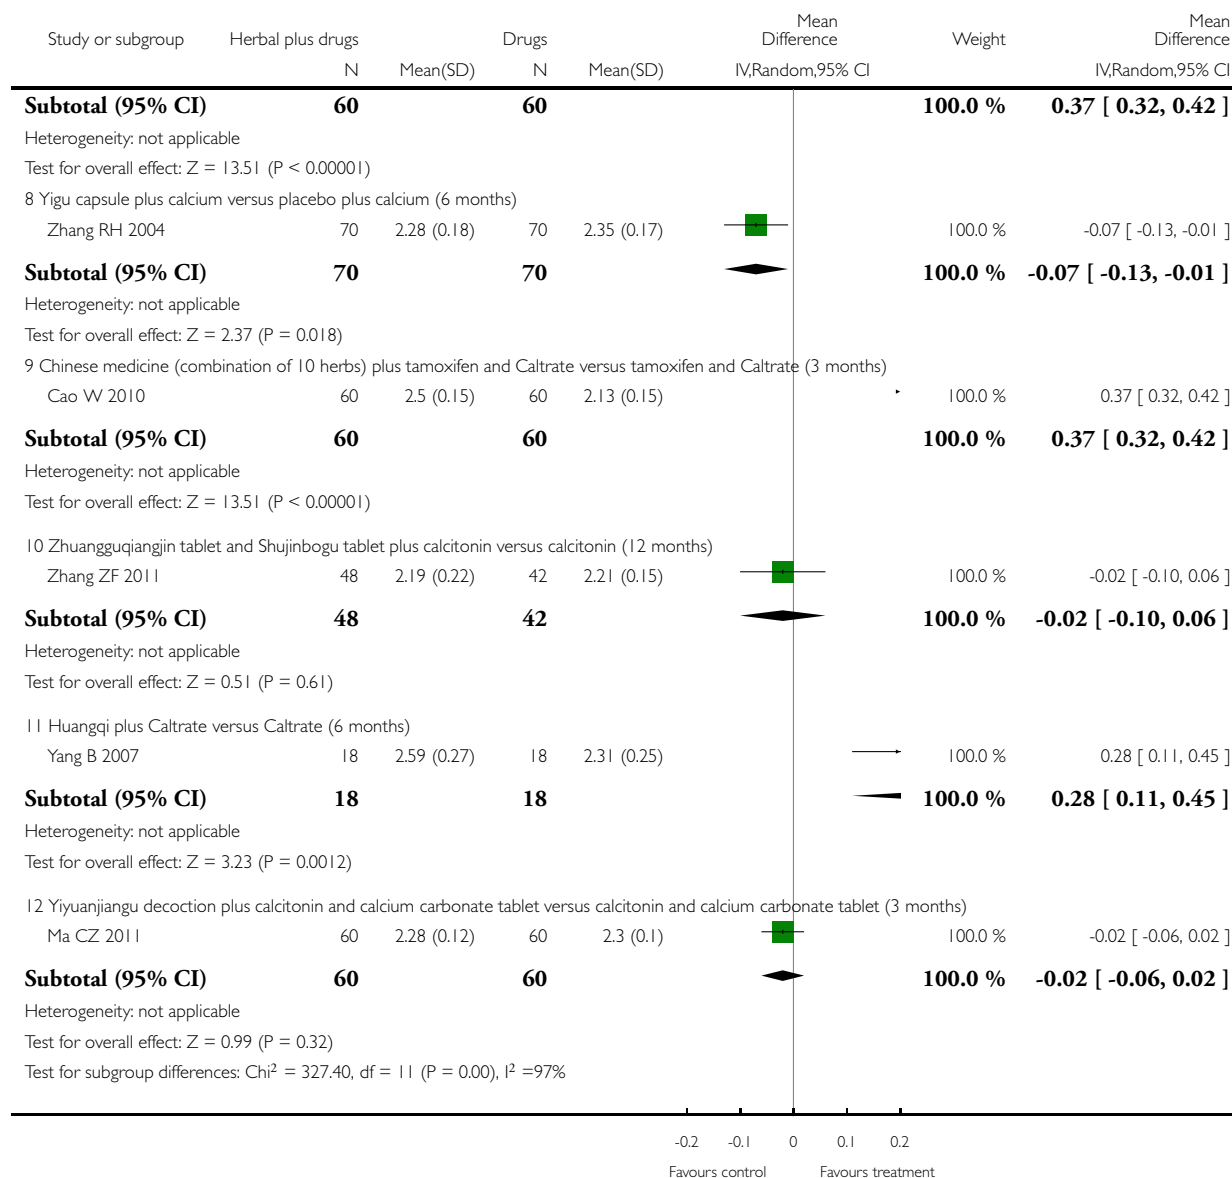 Study or subgroup Herbal plus drugs Drugs Mean Difference Weight Mean Difference
N Mean(SD) N Mean(SD) IV,Random,95% CI IV,Random,95% CI
Subtotal (95% CI) 60 60 100.0 % 0.37 [ 0.32, 0.42 ]
Heterogeneity: not applicable
Test for overall effect: Z = 13.51 (P < 0.00001)
8 Yigu capsule plus calcium versus placebo plus calcium (6 months)
Zhang RH 2004 70 2.28 (0.18) 70 2.35 (0.17) 100.0 % -0.07 [ -0.13, -0.01 ]
Subtotal (95% CI) 70 70 100.0 % -0.07 [ -0.13, -0.01 ]
Heterogeneity: not applicable
Test for overall effect: Z = 2.37 (P = 0.018)
9 Chinese medicine (combination of 10 herbs) plus tamoxifen and Caltrate versus tamoxifen and Caltrate (3 months)
Cao W 2010 60 2.5 (0.15) 60 2.13 (0.15) 100.0 % 0.37 [ 0.32, 0.42 ]
Subtotal (95% CI) 60 60 100.0 % 0.37 [ 0.32, 0.42 ]
Heterogeneity: not applicable
Test for overall effect: Z = 13.51 (P < 0.00001)
10 Zhuangguqiangjin tablet and Shujinbogu tablet plus calcitonin versus calcitonin (12 months)
Zhang ZF 2011 48 2.19 (0.22) 42 2.21 (0.15) 100.0 % -0.02 [ -0.10, 0.06 ]
Subtotal (95% CI) 48 42 100.0 % -0.02 [ -0.10, 0.06 ]
Heterogeneity: not applicable
Test for overall effect: Z = 0.51 (P = 0.61)
11 Huangqi plus Caltrate versus Caltrate (6 months)
Yang B 2007 18 2.59 (0.27) 18 2.31 (0.25) 100.0 % 0.28 [ 0.11, 0.45 ]
Subtotal (95% CI) 18 18 100.0 % 0.28 [ 0.11, 0.45 ]
Heterogeneity: not applicable
Test for overall effect: Z = 3.23 (P = 0.0012)
12 Yiyuanjiangu decoction plus calcitonin and calcium carbonate tablet versus calcitonin and calcium carbonate tablet (3 months)
Ma CZ 2011 60 2.28 (0.12) 60 2.3 (0.1) 100.0 % -0.02 [ -0.06, 0.02 ]
Subtotal (95% CI) 60 60 100.0 % -0.02 [ -0.06, 0.02 ]
Heterogeneity: not applicable
Test for overall effect: Z = 0.99 (P = 0.32)
Test for subgroup differences: Chi² = 327.40, df = 11 (P = 0.00), I² =97%
-0.2 -0.1 0 0.1 0.2
Favours control Favours treatment